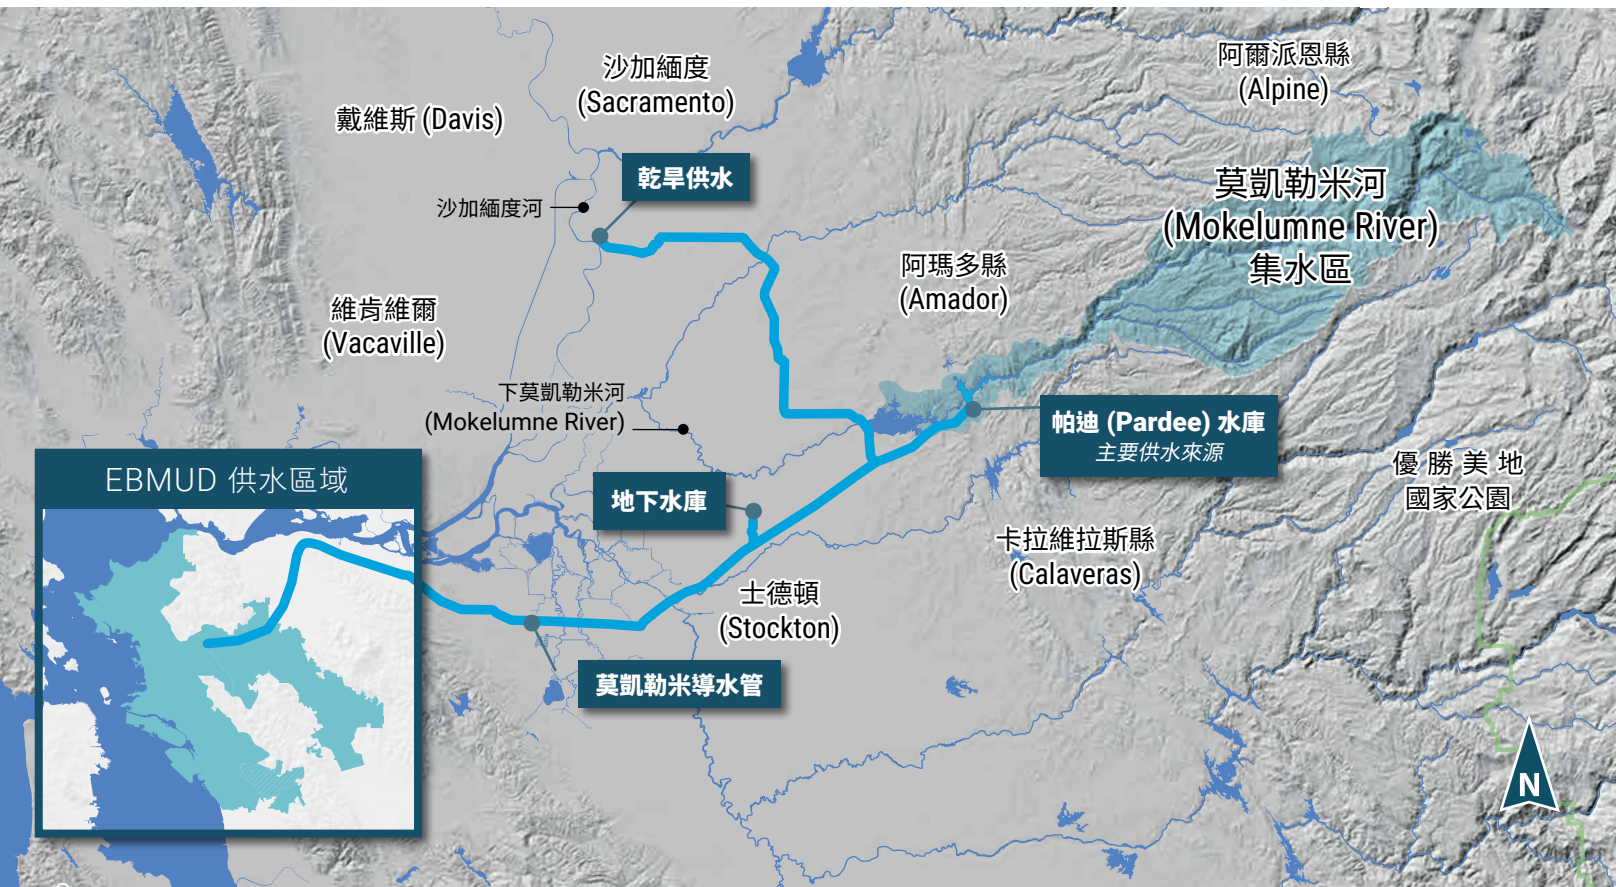 沙加緬度
(Sacramento)
阿爾派恩縣
(Alpine)
戴維斯 (Davis)
乾旱供水
莫凱勒米河
(Mokelumne River)
集水區
沙加緬度河
阿瑪多縣
(Amador)
維肯維爾
(Vacaville)
下莫凱勒米河
(Mokelumne River)
帕迪 (Pardee) 水庫
主要供水來源
優勝美地
國家公園
EBMUD 供水區域
地下水庫
卡拉維拉斯縣
(Calaveras)
士德頓
(Stockton)
莫凱勒米導水管
N